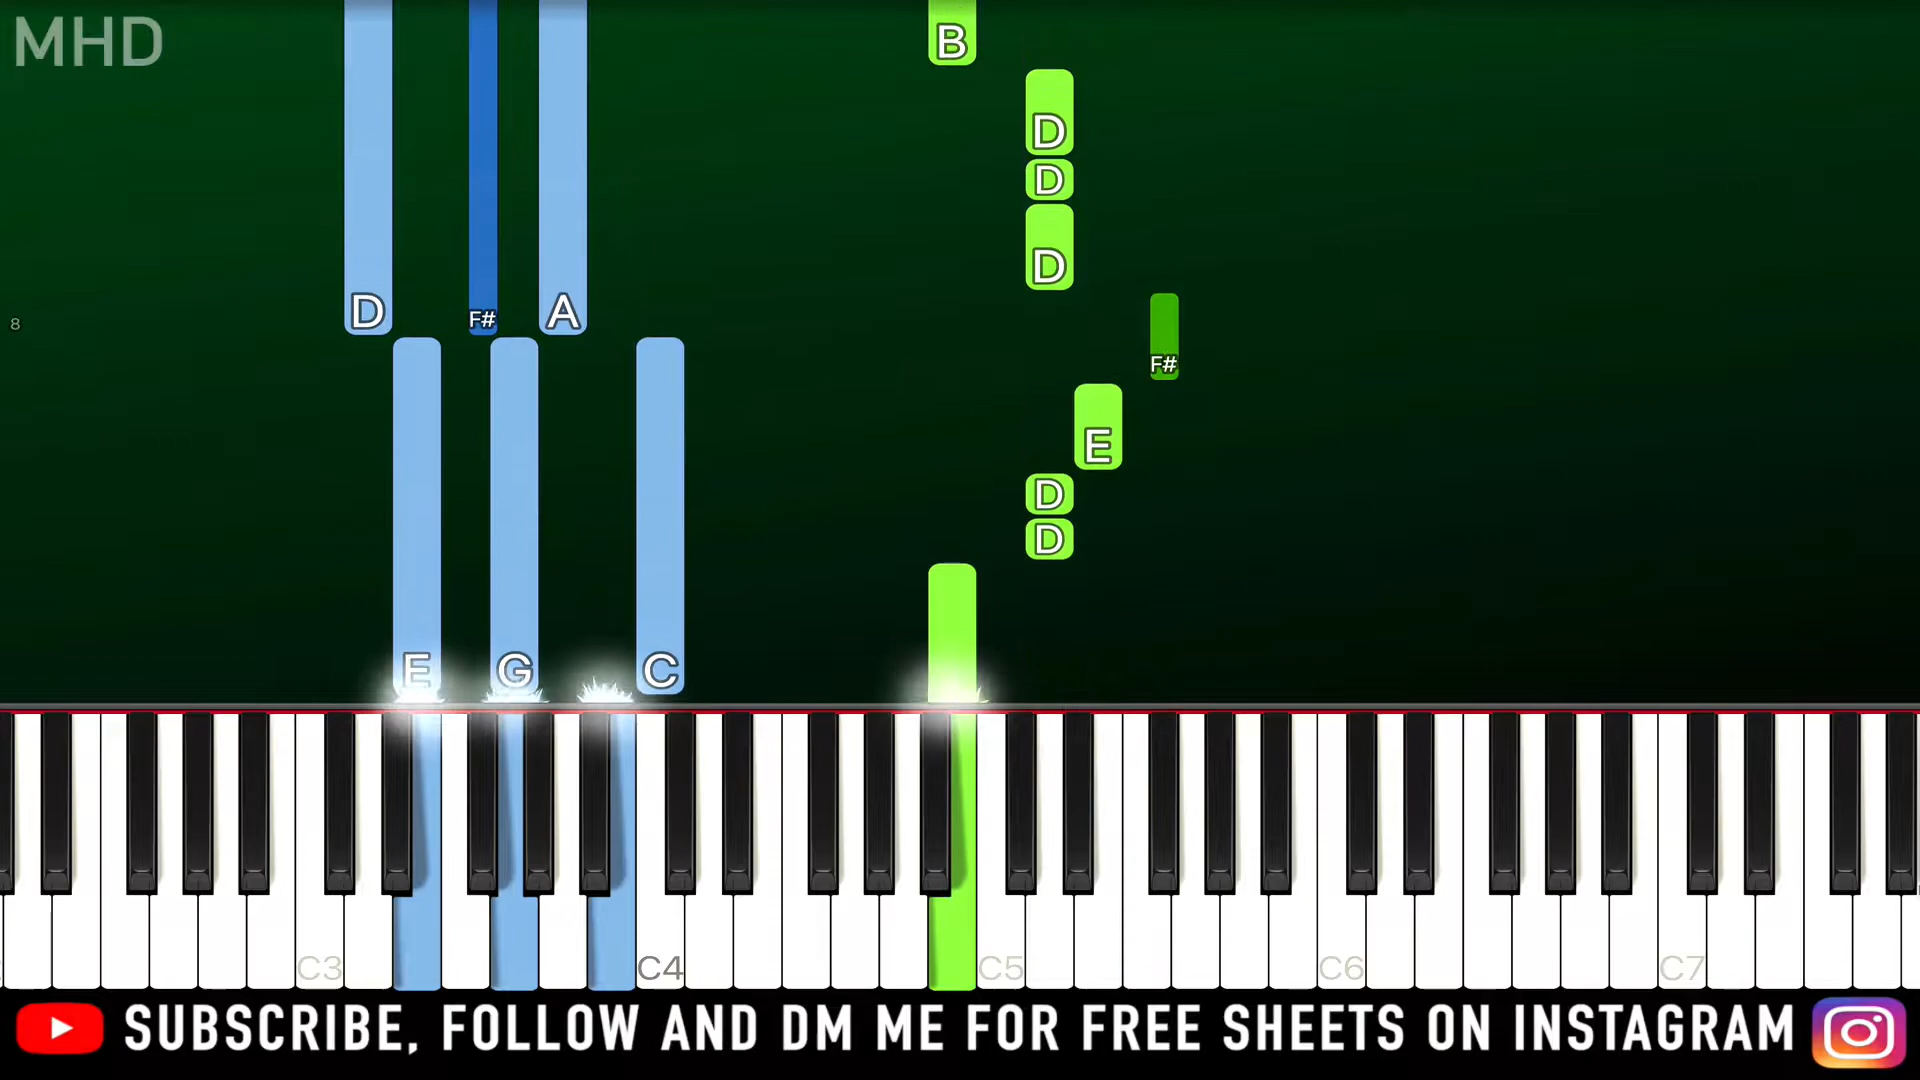 MHD
B
D
D
D F# A
D
8
F#
E
D
D
E G C
C3 C4 C5 C6 C7
SUBSCRIBE, FOLLOW AND DM ME FOR FREE SHEETS ON INSTAGRAM